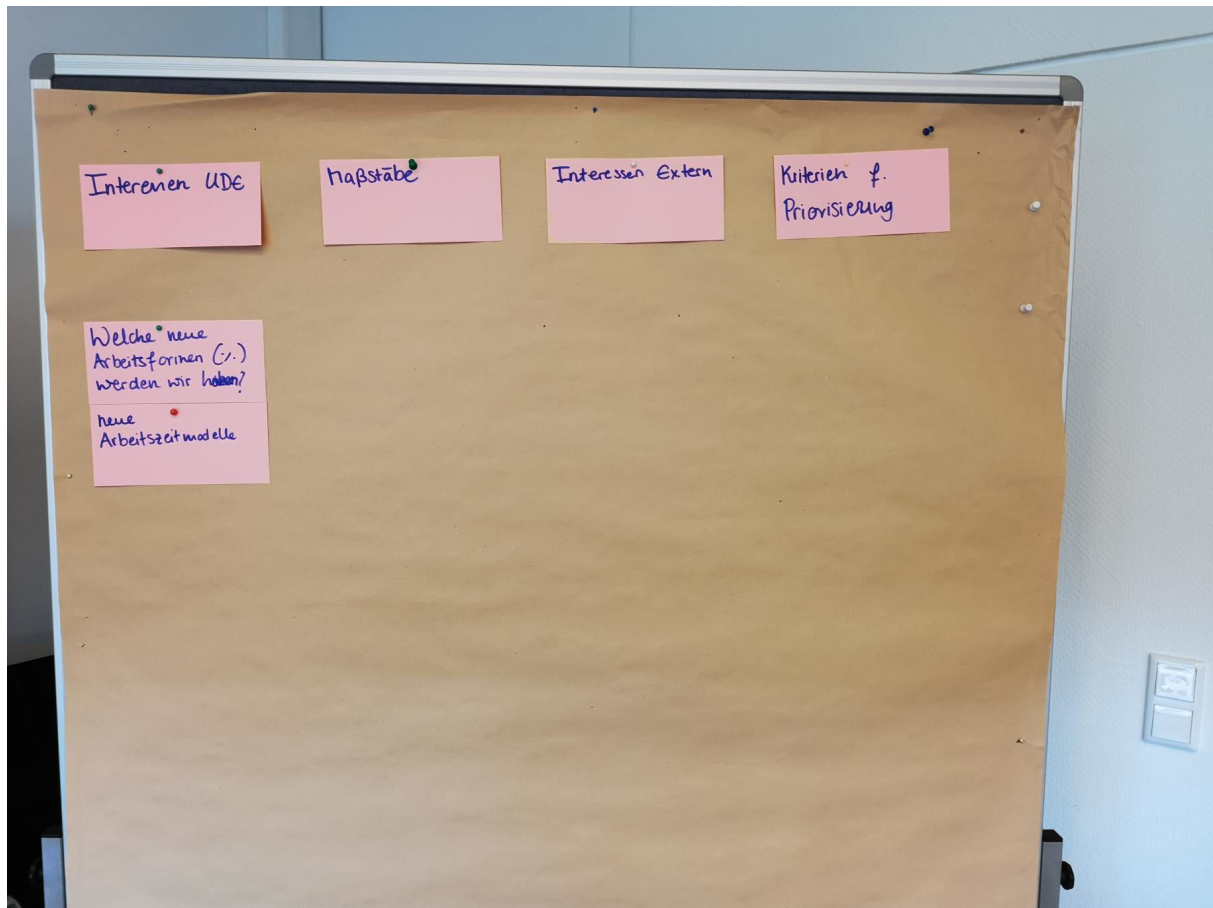 Interessen UDE
Maßstäbe
Interessen Extern
Kriterien f.
Priorisierung
Welche neue
Arbeitsformen (%)
werden wir haben?
neue
Arbeitszeitmodelle